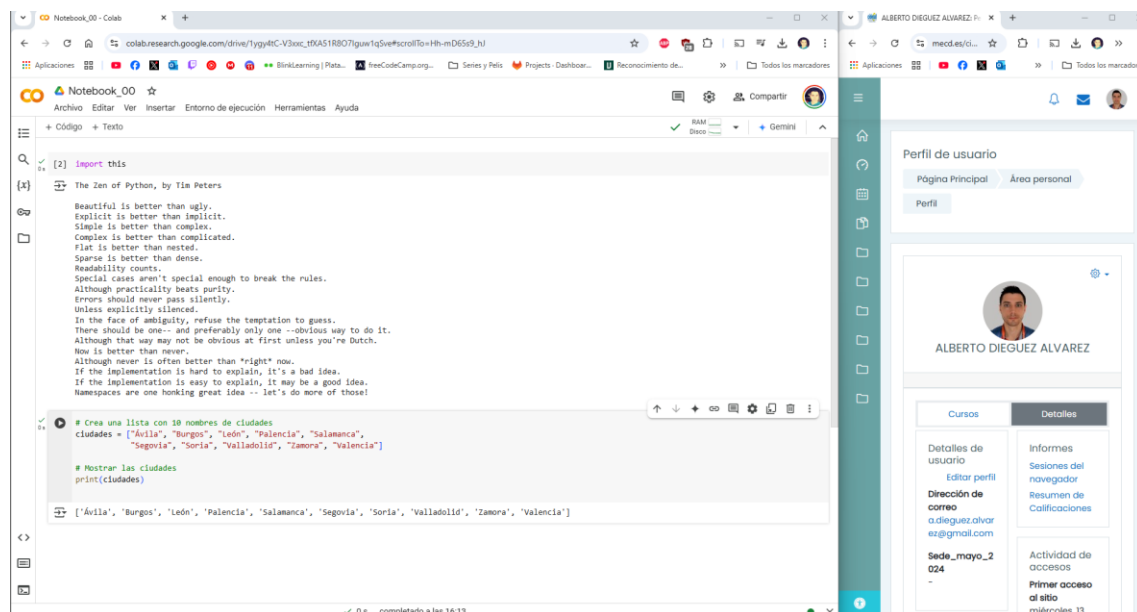 Notebook_00 - Colab
colab.research.google.com/drive/1ygy4tC-V3xxc_tfXA51R8O7Iguw1qSve#scrollTo=Hh-mD65s9_hJ
Aplicaciones
BlinkLearning | Plata...
freeCodeCamp.org...
Series y Pelis
Projects · Dashboar...
Reconocimiento de...
»
Todos los marcadores
Notebook_00
Archivo Editar Ver Insertar Entorno de ejecución Herramientas Ayuda
Compartir
+ Código + Texto
RAM
Disco
Gemini
[2] import this
0 s
The Zen of Python, by Tim Peters
Beautiful is better than ugly.
Explicit is better than implicit.
Simple is better than complex.
Complex is better than complicated.
Flat is better than nested.
Sparse is better than dense.
Readability counts.
Special cases aren't special enough to break the rules.
Although practicality beats purity.
Errors should never pass silently.
Unless explicitly silenced.
In the face of ambiguity, refuse the temptation to guess.
There should be one-- and preferably only one --obvious way to do it.
Although that way may not be obvious at first unless you're Dutch.
Now is better than never.
Although never is often better than *right* now.
If the implementation is hard to explain, it's a bad idea.
If the implementation is easy to explain, it may be a good idea.
Namespaces are one honking great idea -- let's do more of those!
0 s
# Crea una lista con 10 nombres de ciudades
ciudades = ["Ávila", "Burgos", "León", "Palencia", "Salamanca",
"Segovia", "Soria", "Valladolid", "Zamora", "Valencia"]
# Mostrar las ciudades
print(ciudades)
['Ávila', 'Burgos', 'León', 'Palencia', 'Salamanca', 'Segovia', 'Soria', 'Valladolid', 'Zamora', 'Valencia']
0 s completado a las 16:13
ALBERTO DIEGUEZ ALVAREZ: P
mecd.es/ci...
Aplicaciones
»
Todos los marcador
Perfil de usuario
Página Principal
Área personal
Perfil
ALBERTO DIEGUEZ ALVAREZ
Cursos
Detalles
Detalles de
usuario
Editar perfil
Dirección de
correo
a.dieguez.alvar
ez@gmail.com
Sede_mayo_2
024
-
Informes
Sesiones del
navegador
Resumen de
Calificaciones
Actividad de
accesos
Primer acceso
al sitio
miércoles, 13